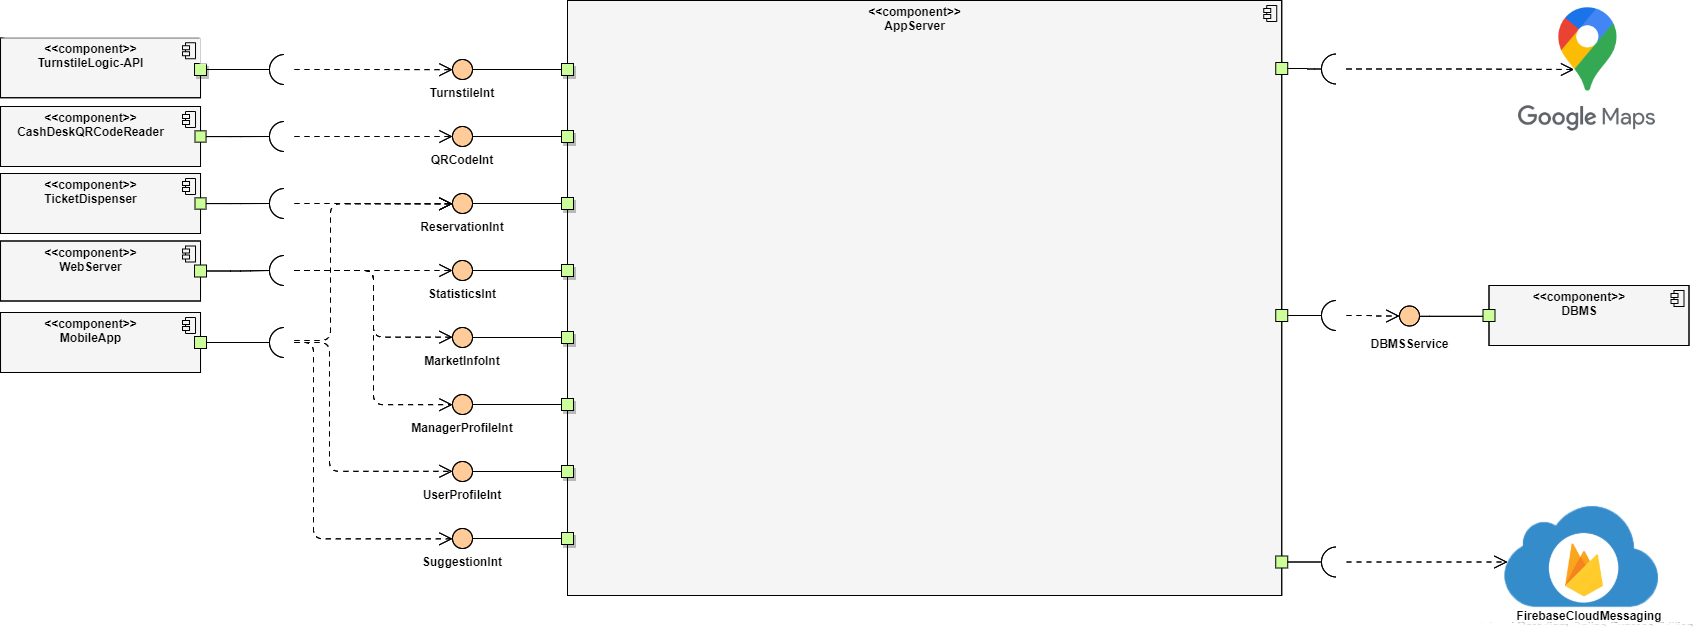 <<component>>
AppServer
<<component>>
TurnstileLogic-API
<<component>>
CashDeskQRCodeReader
<<component>>
TicketDispenser
<<component>>
WebServer
<<component>>
MobileApp
TurnstileInt
QRCodeInt
ReservationInt
StatisticsInt
MarketInfoInt
ManagerProfileInt
UserProfileInt
SuggestionInt
Google Maps
<<component>>
DBMS
DBMSService
FirebaseCloudMessaging